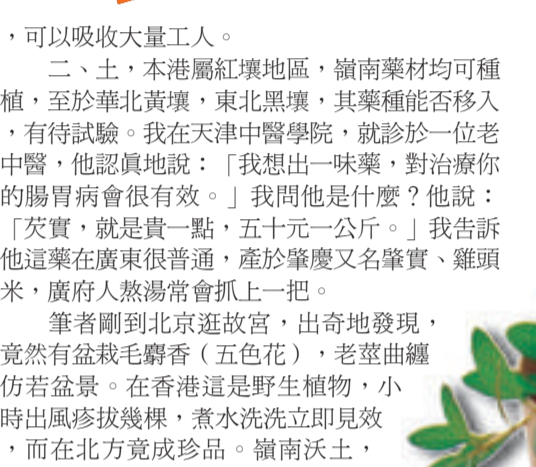 ，可以吸收大量工人。
二、土，本港屬紅壤地區，嶺南藥材均可種
植，至於華北黃壤，東北黑壤，其藥種能否移入
，有待試驗。我在天津中醫學院，就診於一位老
中醫，他認真地說：「我想出一味藥，對治療你
的腸胃病會很有效。」我問他是什麼？他說：
「芡實，就是貴一點，五十元一公斤。」我告訴
他這藥在廣東很普通，產於肇慶又名肇實、雞頭
米，廣府人熬湯常會抓上一把。
筆者剛到北京逛故宮，出奇地發現，
竟然有盆栽毛麝香（五色花），老莖曲纏
仿若盆景。在香港這是野生植物，小
時出風疹拔幾棵，煮水洗洗立即見效
，而在北方竟成珍品。嶺南沃土，